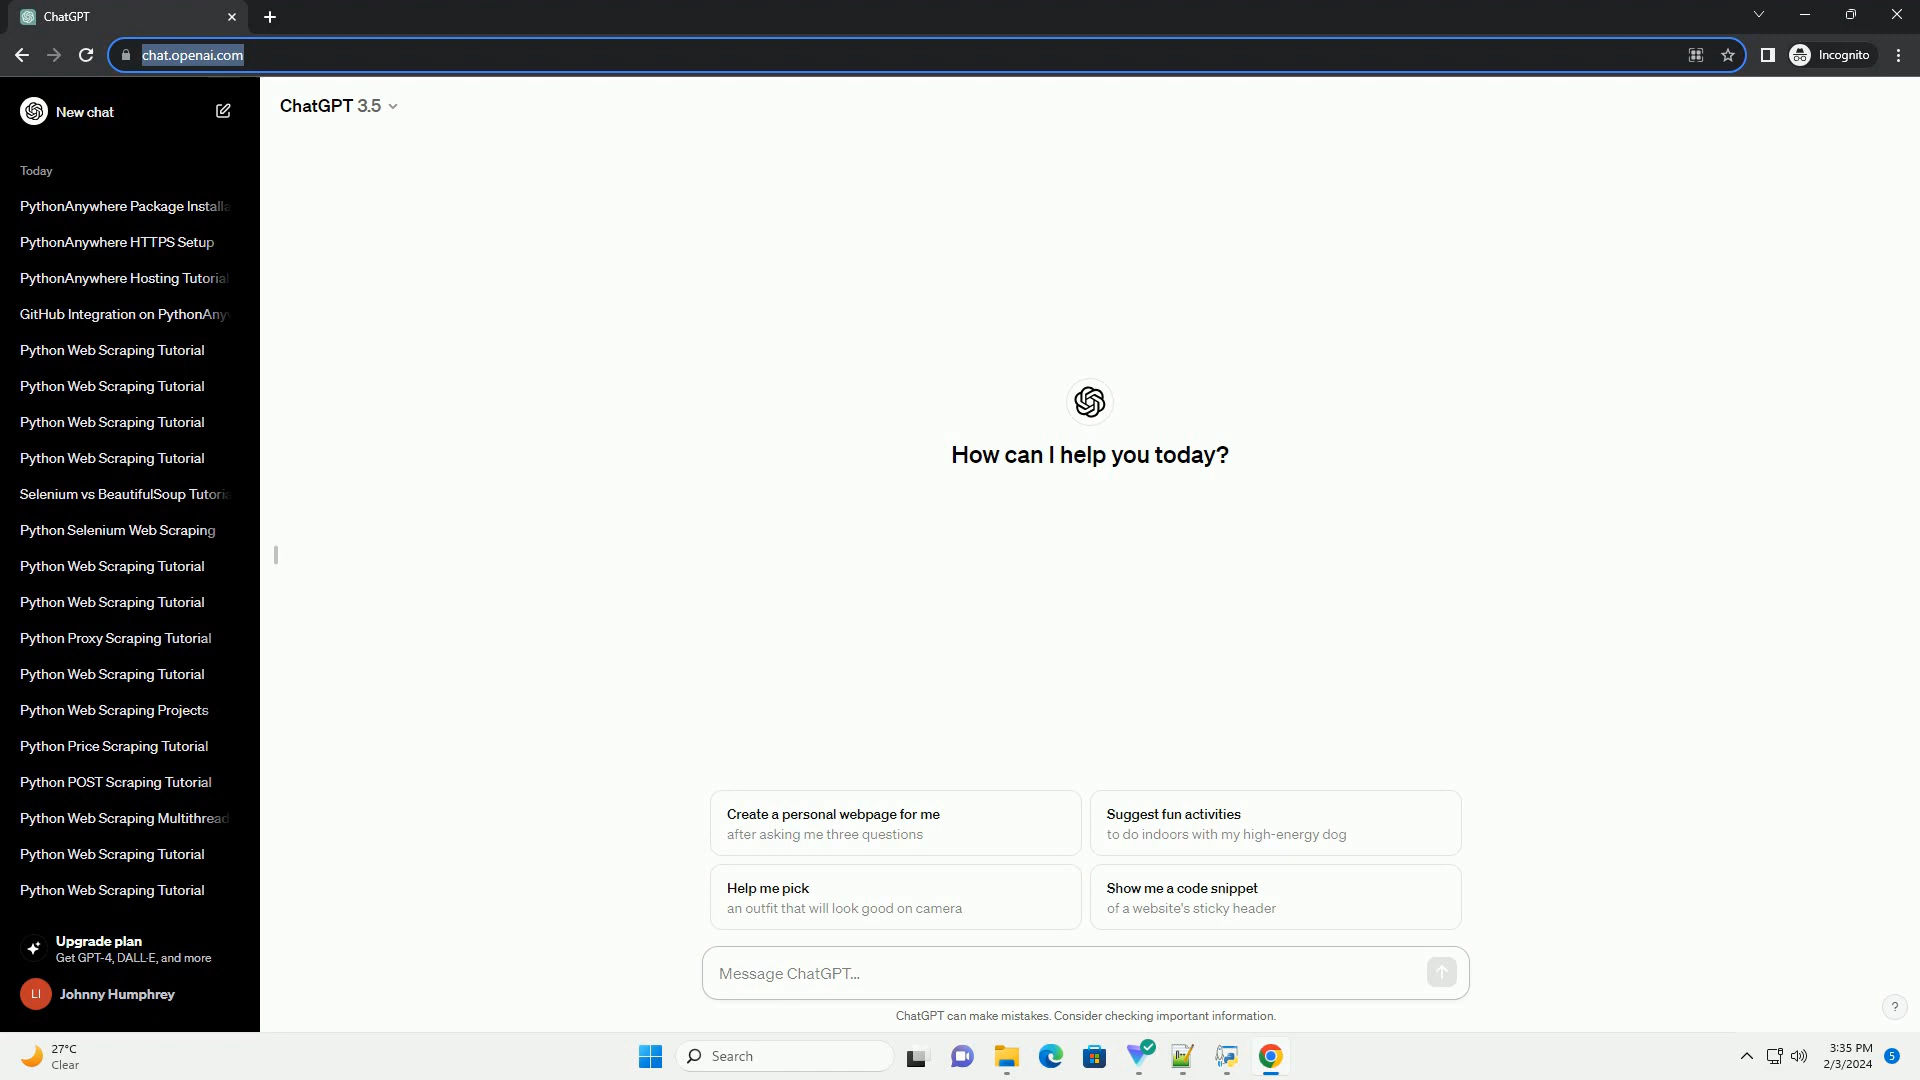 ChatGPT
chat.openai.com
Incognito
New chat
ChatGPT 3.5
Today
PythonAnywhere Package Installa
PythonAnywhere HTTPS Setup
PythonAnywhere Hosting Tutorial
GitHub Integration on PythonAnyw
Python Web Scraping Tutorial
Python Web Scraping Tutorial
Python Web Scraping Tutorial
Python Web Scraping Tutorial
Selenium vs BeautifulSoup Tutoria
Python Selenium Web Scraping
Python Web Scraping Tutorial
Python Web Scraping Tutorial
Python Proxy Scraping Tutorial
Python Web Scraping Tutorial
Python Web Scraping Projects
Python Price Scraping Tutorial
Python POST Scraping Tutorial
Python Web Scraping Multithread
Python Web Scraping Tutorial
Python Web Scraping Tutorial
Upgrade plan
Get GPT-4, DALL·E, and more
LI
Johnny Humphrey
How can I help you today?
Create a personal webpage for me
after asking me three questions
Suggest fun activities
to do indoors with my high-energy dog
Help me pick
an outfit that will look good on camera
Show me a code snippet
of a website's sticky header
Message ChatGPT...
ChatGPT can make mistakes. Consider checking important information.
?
27°C
Clear
Search
3:35 PM
2/3/2024
5